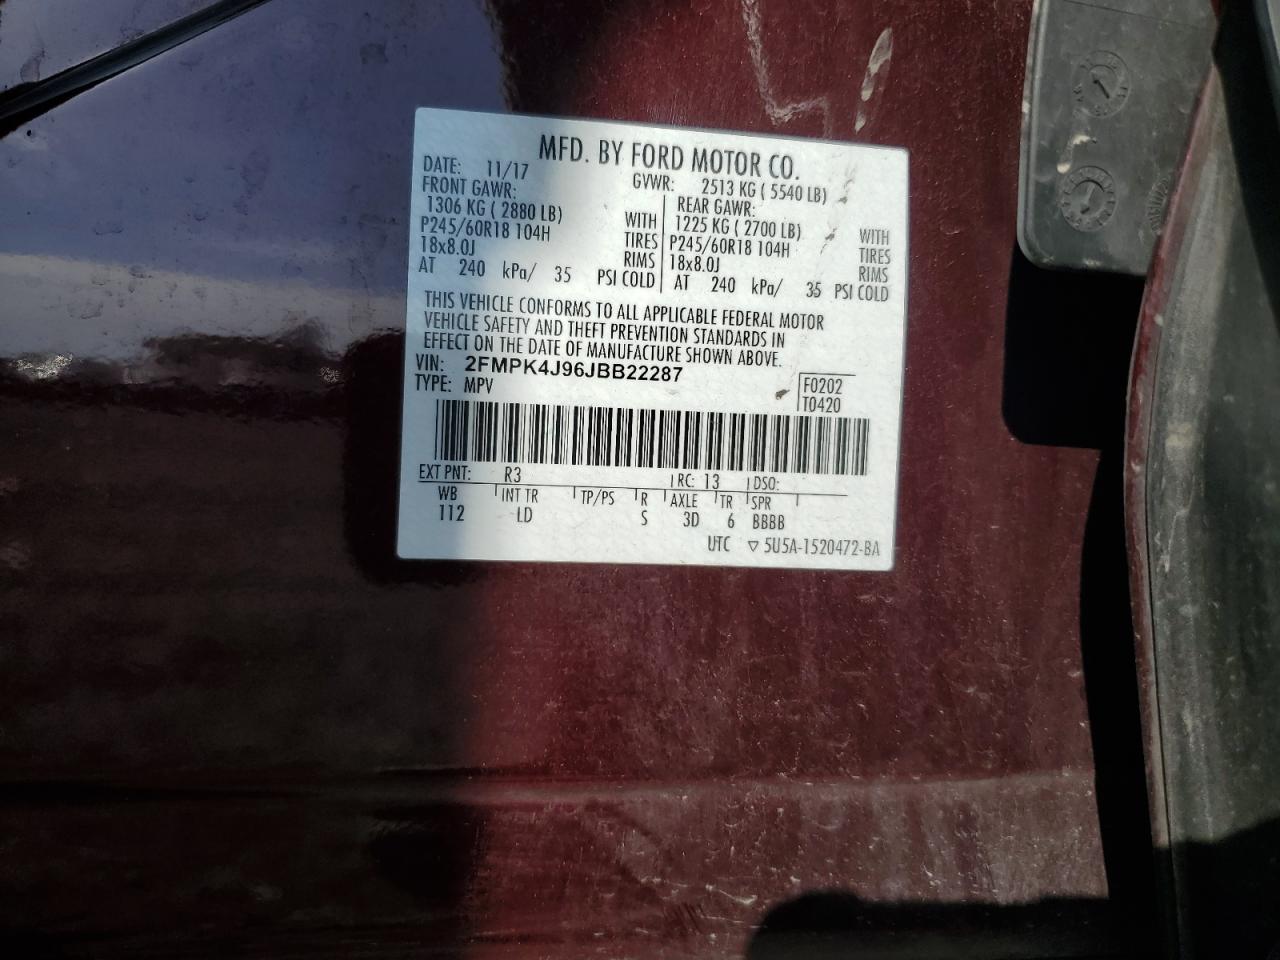 MFD. BY FORD MOTOR CO.
DATE: 11/17 GVWR: 2513 KG ( 5540 LB)
FRONT GAWR: REAR GAWR:
1306 KG ( 2880 LB) WITH 1225 KG ( 2700 LB) WITH
P245/60R18 104H TIRES P245/60R18 104H TIRES
18x8.0J RIMS 18x8.0J RIMS
AT 240 kPa/ 35 PSI COLD AT 240 kPa/ 35 PSI COLD
THIS VEHICLE CONFORMS TO ALL APPLICABLE FEDERAL MOTOR
VEHICLE SAFETY AND THEFT PREVENTION STANDARDS IN
EFFECT ON THE DATE OF MANUFACTURE SHOWN ABOVE.
VIN: 2FMPK4J96JBB22287
TYPE: MPV F0202
T0420
EXT PNT: R3 RC: 13 DSO:
WB INT TR TP/PS R AXLE TR SPR
112 LD S 3D 6 BBBB
UTC ▽ 5U5A-1520472-BA